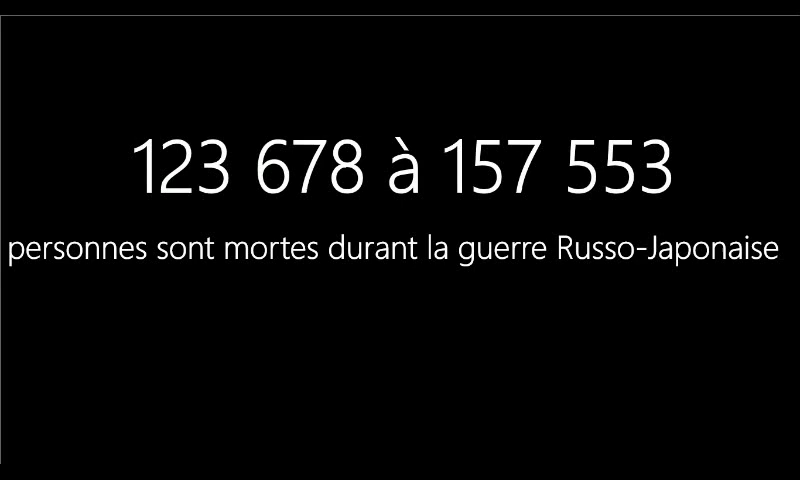 123 678 à 157 553
personnes sont mortes durant la guerre Russo-Japonaise